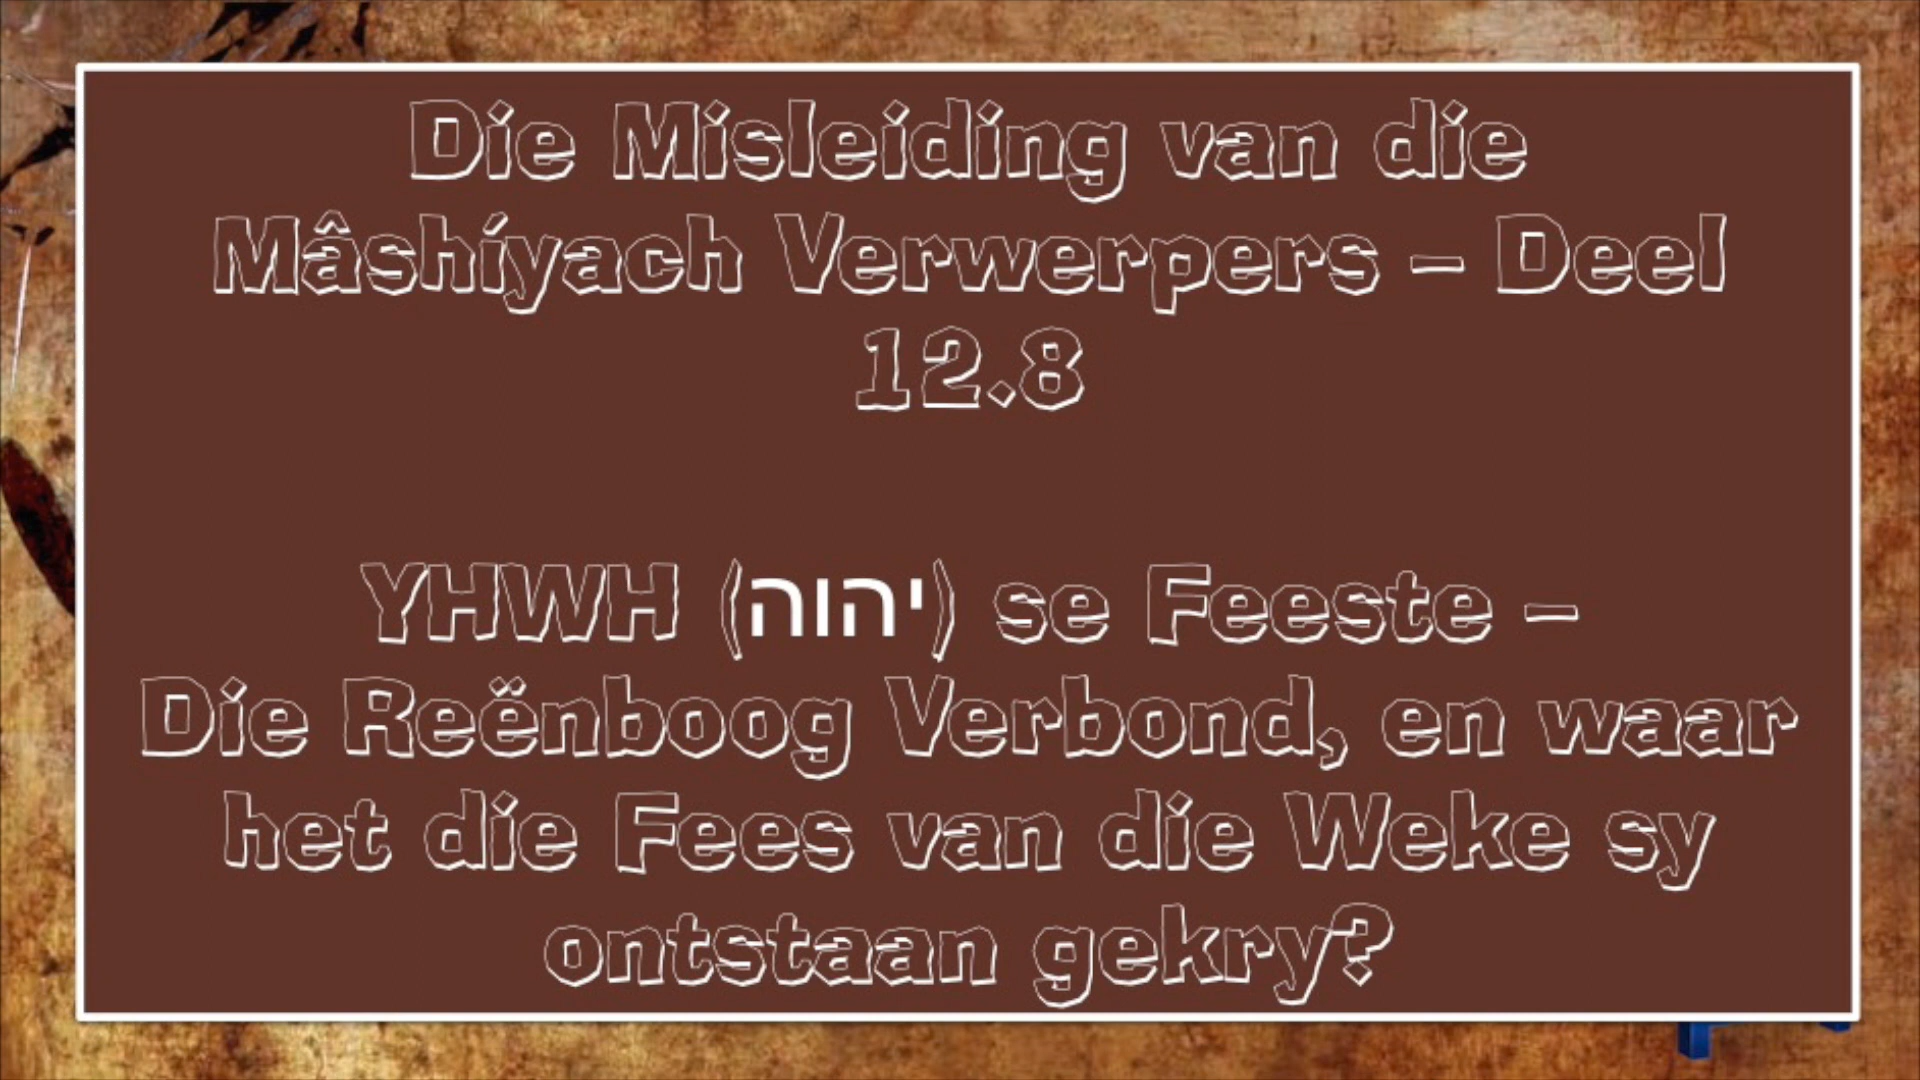 Die Misleiding van die
Mâshíyach Verwerpers – Deel
12.8
YHWH (יהוה) se Feeste –
Die Reënboog Verbond, en waar
het die Fees van die Weke sy
ontstaan gekry?